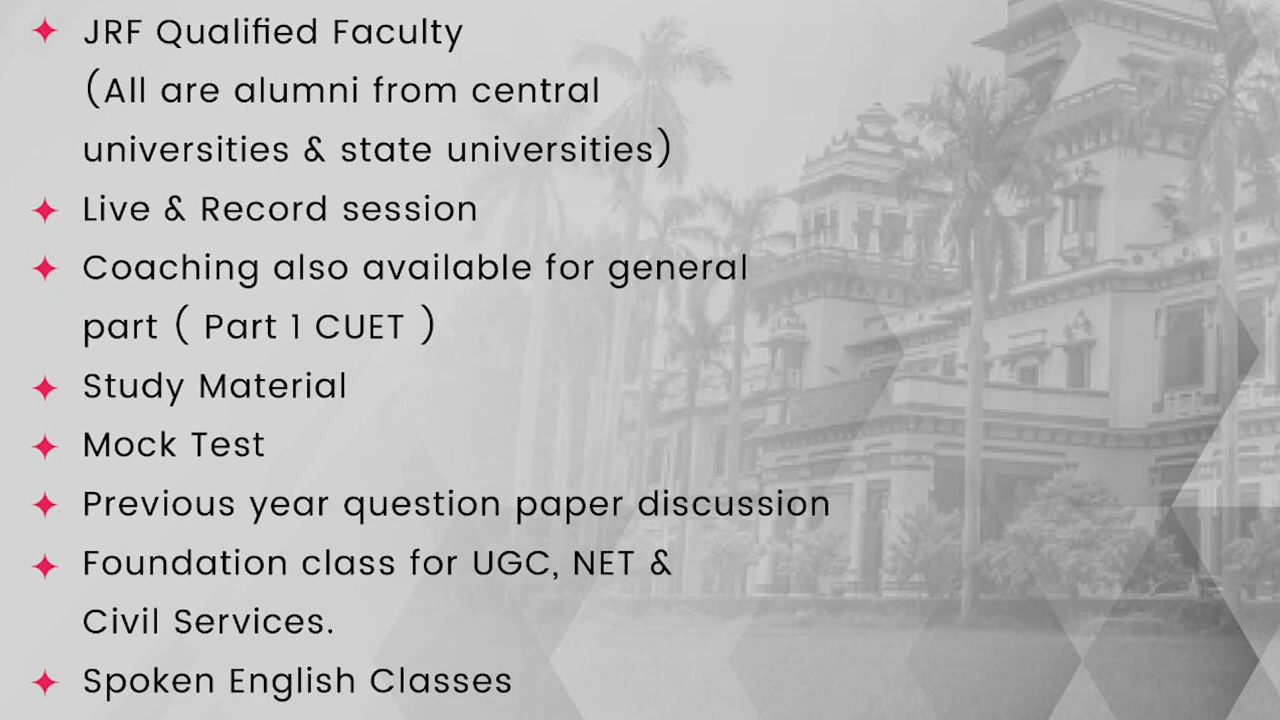 JRF Qualified Faculty
(All are alumni from central
universities & state universities)
Live & Record session
Coaching also available for general
part ( Part 1 CUET )
Study Material
Mock Test
Previous year question paper discussion
Foundation class for UGC, NET &
Civil Services.
Spoken English Classes